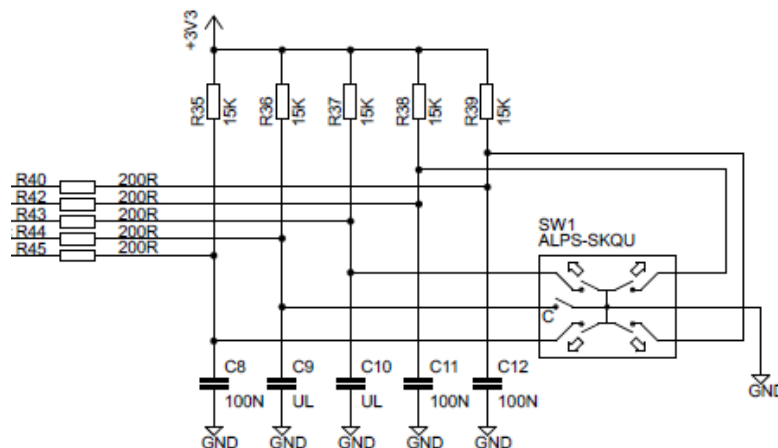 +3V3
R35 15K R36 15K R37 15K R38 15K R39 15K
R40 200R
R42 200R
R43 200R
R44 200R
R45 200R
SW1
ALPS-SKQU
C
C8 C9 C10 C11 C12
100N UL UL 100N 100N
GND GND GND GND GND GND